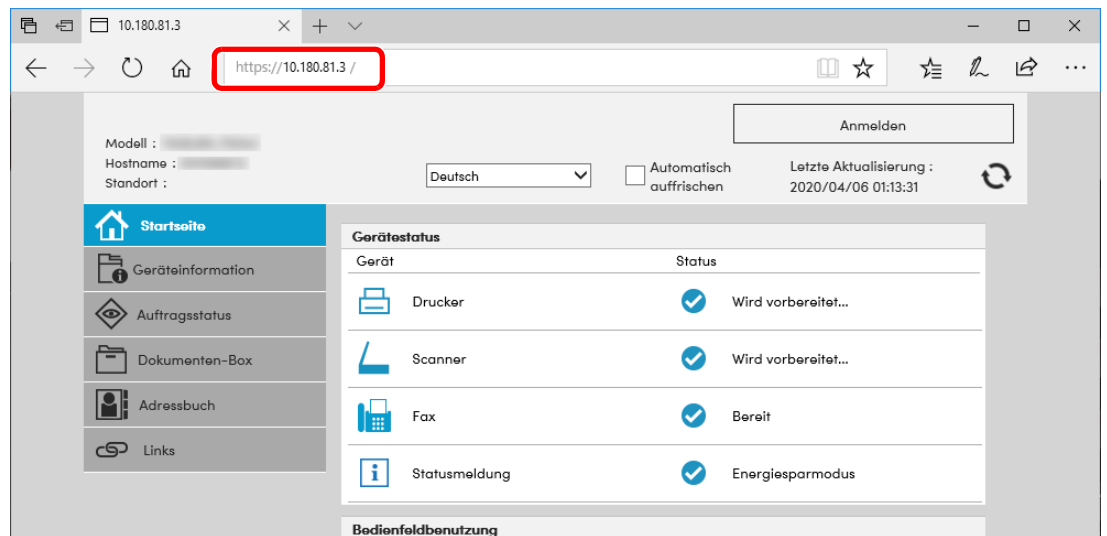 10.180.81.3
https://10.180.81.3 /
Anmelden
Modell :
Hostname :
Standort :
Deutsch
Automatisch
auffrischen
Letzte Aktualisierung :
2020/04/06 01:13:31
Startseite
Geräteinformation
Auftragsstatus
Dokumenten-Box
Adressbuch
Links
Gerätestatus
Gerät Status
Drucker Wird vorbereitet...
Scanner Wird vorbereitet...
Fax Bereit
Statusmeldung Energiesparmodus
Bedienfeldbenutzung